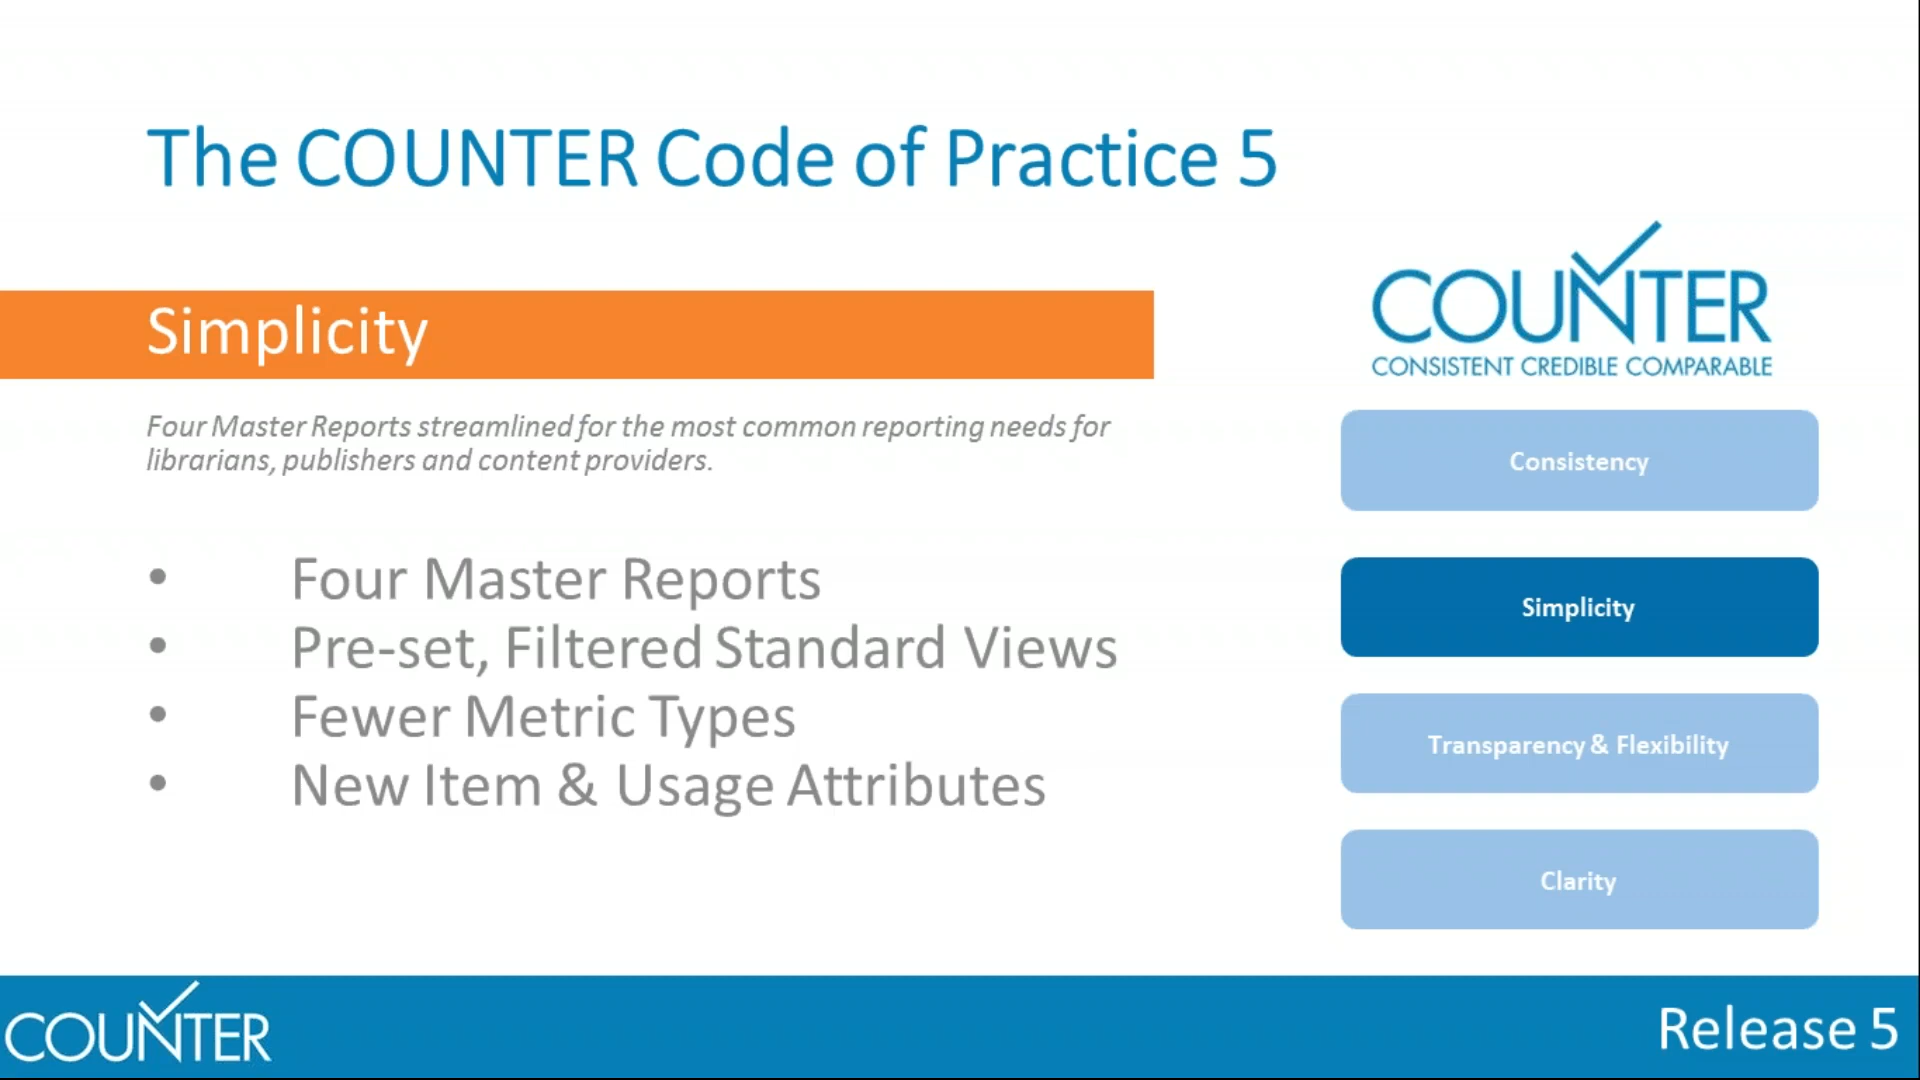 The COUNTER Code of Practice 5
Simplicity
Four Master Reports streamlined for the most common reporting needs for
librarians, publishers and content providers.
• Four Master Reports
• Pre-set, Filtered Standard Views
• Fewer Metric Types
• New Item & Usage Attributes
COUNTER
CONSISTENT CREDIBLE COMPARABLE
Consistency
Simplicity
Transparency & Flexibility
Clarity
COUNTER
Release 5